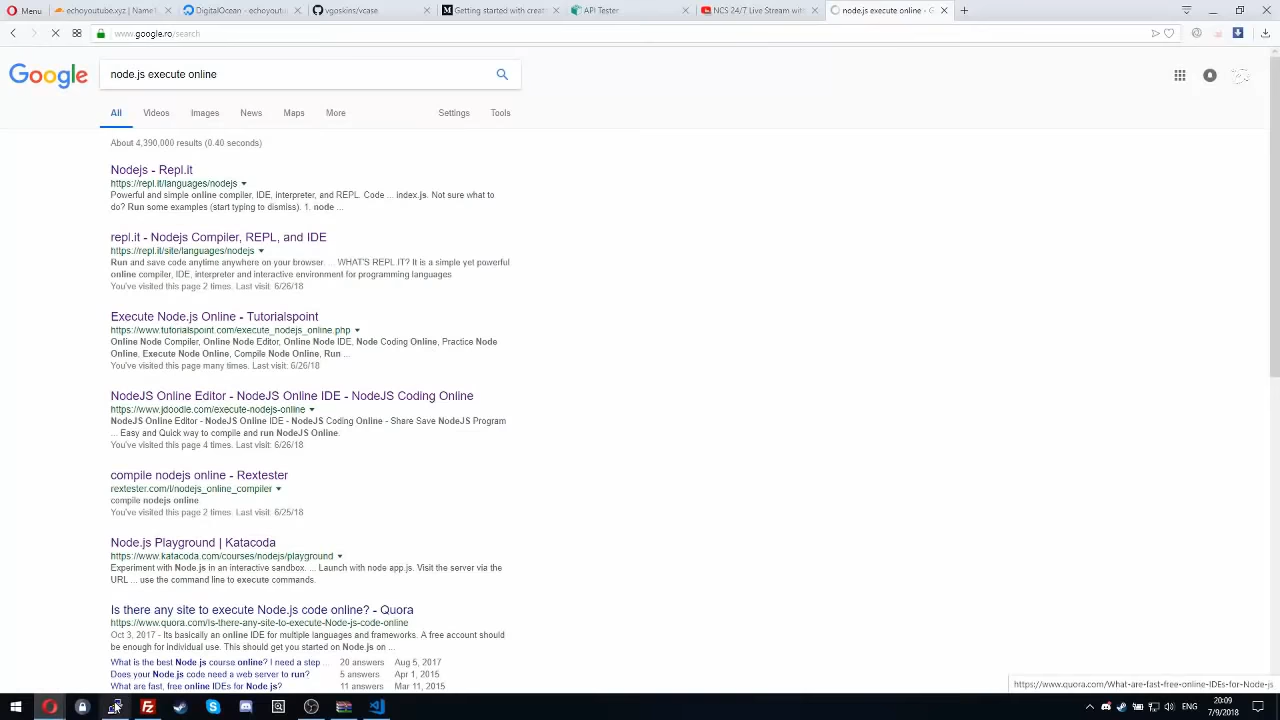 Menu
echoyoutube.xyz | Name
DigitalOcean - echoyoutu
vgoskins/vcase
Getting started with creat
API Tester
NCS 24/7 Live Stream with
node.js execute online - G
www.google.ro/search
Google
node.js execute online
All Videos Images News Maps More Settings Tools
About 4,390,000 results (0.40 seconds)
Nodejs - Repl.it
https://repl.it/languages/nodejs
Powerful and simple online compiler, IDE, interpreter, and REPL. Code ... index.js. Not sure what to
do? Run some examples (start typing to dismiss). 1. node ...
repl.it - Nodejs Compiler, REPL, and IDE
https://repl.it/site/languages/nodejs
Run and save code anytime anywhere on your browser. ... WHAT'S REPL IT? It is a simple yet powerful
online compiler, IDE, interpreter and interactive environment for programming languages
You've visited this page 2 times. Last visit: 6/26/18
Execute Node.js Online - Tutorialspoint
https://www.tutorialspoint.com/execute_nodejs_online.php
Online Node Compiler, Online Node Editor, Online Node IDE, Node Coding Online, Practice Node
Online, Execute Node Online, Compile Node Online, Run ...
You've visited this page many times. Last visit: 6/26/18
NodeJS Online Editor - NodeJS Online IDE - NodeJS Coding Online
https://www.jdoodle.com/execute-nodejs-online
NodeJS Online Editor - NodeJS Online IDE - NodeJS Coding Online - Share Save NodeJS Program
... Easy and Quick way to compile and run NodeJS Online.
You've visited this page 4 times. Last visit: 6/26/18
compile nodejs online - Rextester
rextester.com/l/nodejs_online_compiler
compile nodejs online.
You've visited this page 2 times. Last visit: 6/25/18
Node.js Playground | Katacoda
https://www.katacoda.com/courses/nodejs/playground
Experiment with Node.js in an interactive sandbox. ... Launch with node app.js. Visit the server via the
URL ... use the command line to execute commands.
Is there any site to execute Node.js code online? - Quora
https://www.quora.com/Is-there-any-site-to-execute-Node-js-code-online
Oct 3, 2017 - Its basically an online IDE for multiple languages and frameworks. A free account should
be enough for individual use. This should get you started on Node.js on ...
What is the best Node js course online? I need a step ... 20 answers Aug 5, 2017
Does your Node.js code need a web server to run? 5 answers Apr 1, 2015
What are fast, free online IDEs for Node.js? 11 answers Mar 11, 2015
https://www.quora.com/What-are-fast-free-online-IDEs-for-Node-js
ENG
20:09
7/9/2018